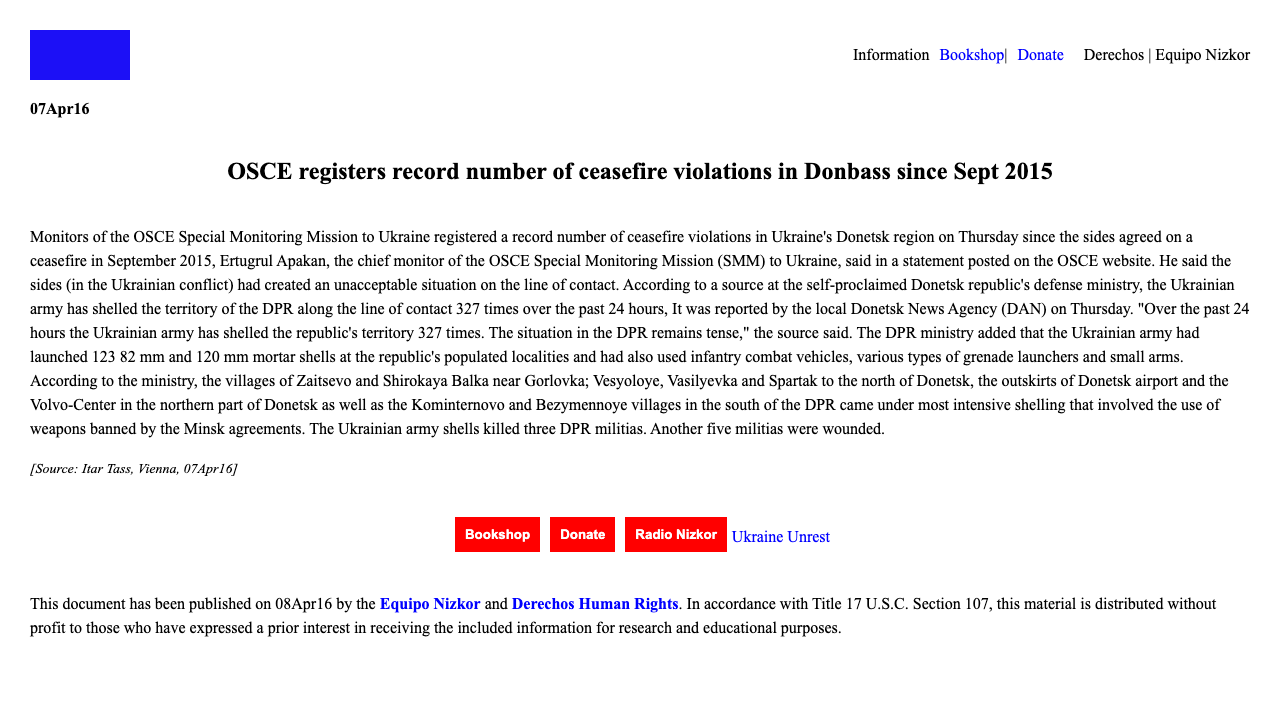 Information Bookshop| Donate Derechos | Equipo Nizkor
07Apr16
OSCE registers record number of ceasefire violations in Donbass since Sept 2015
Monitors of the OSCE Special Monitoring Mission to Ukraine registered a record number of ceasefire violations in Ukraine's Donetsk region on Thursday since the sides agreed on a
ceasefire in September 2015, Ertugrul Apakan, the chief monitor of the OSCE Special Monitoring Mission (SMM) to Ukraine, said in a statement posted on the OSCE website. He said the
sides (in the Ukrainian conflict) had created an unacceptable situation on the line of contact. According to a source at the self-proclaimed Donetsk republic's defense ministry, the Ukrainian
army has shelled the territory of the DPR along the line of contact 327 times over the past 24 hours, It was reported by the local Donetsk News Agency (DAN) on Thursday. "Over the past 24
hours the Ukrainian army has shelled the republic's territory 327 times. The situation in the DPR remains tense," the source said. The DPR ministry added that the Ukrainian army had
launched 123 82 mm and 120 mm mortar shells at the republic's populated localities and had also used infantry combat vehicles, various types of grenade launchers and small arms.
According to the ministry, the villages of Zaitsevo and Shirokaya Balka near Gorlovka; Vesyoloye, Vasilyevka and Spartak to the north of Donetsk, the outskirts of Donetsk airport and the
Volvo-Center in the northern part of Donetsk as well as the Kominternovo and Bezymennoye villages in the south of the DPR came under most intensive shelling that involved the use of
weapons banned by the Minsk agreements. The Ukrainian army shells killed three DPR militias. Another five militias were wounded.
[Source: Itar Tass, Vienna, 07Apr16]
Bookshop Donate Radio Nizkor Ukraine Unrest
This document has been published on 08Apr16 by the Equipo Nizkor and Derechos Human Rights. In accordance with Title 17 U.S.C. Section 107, this material is distributed without
profit to those who have expressed a prior interest in receiving the included information for research and educational purposes.